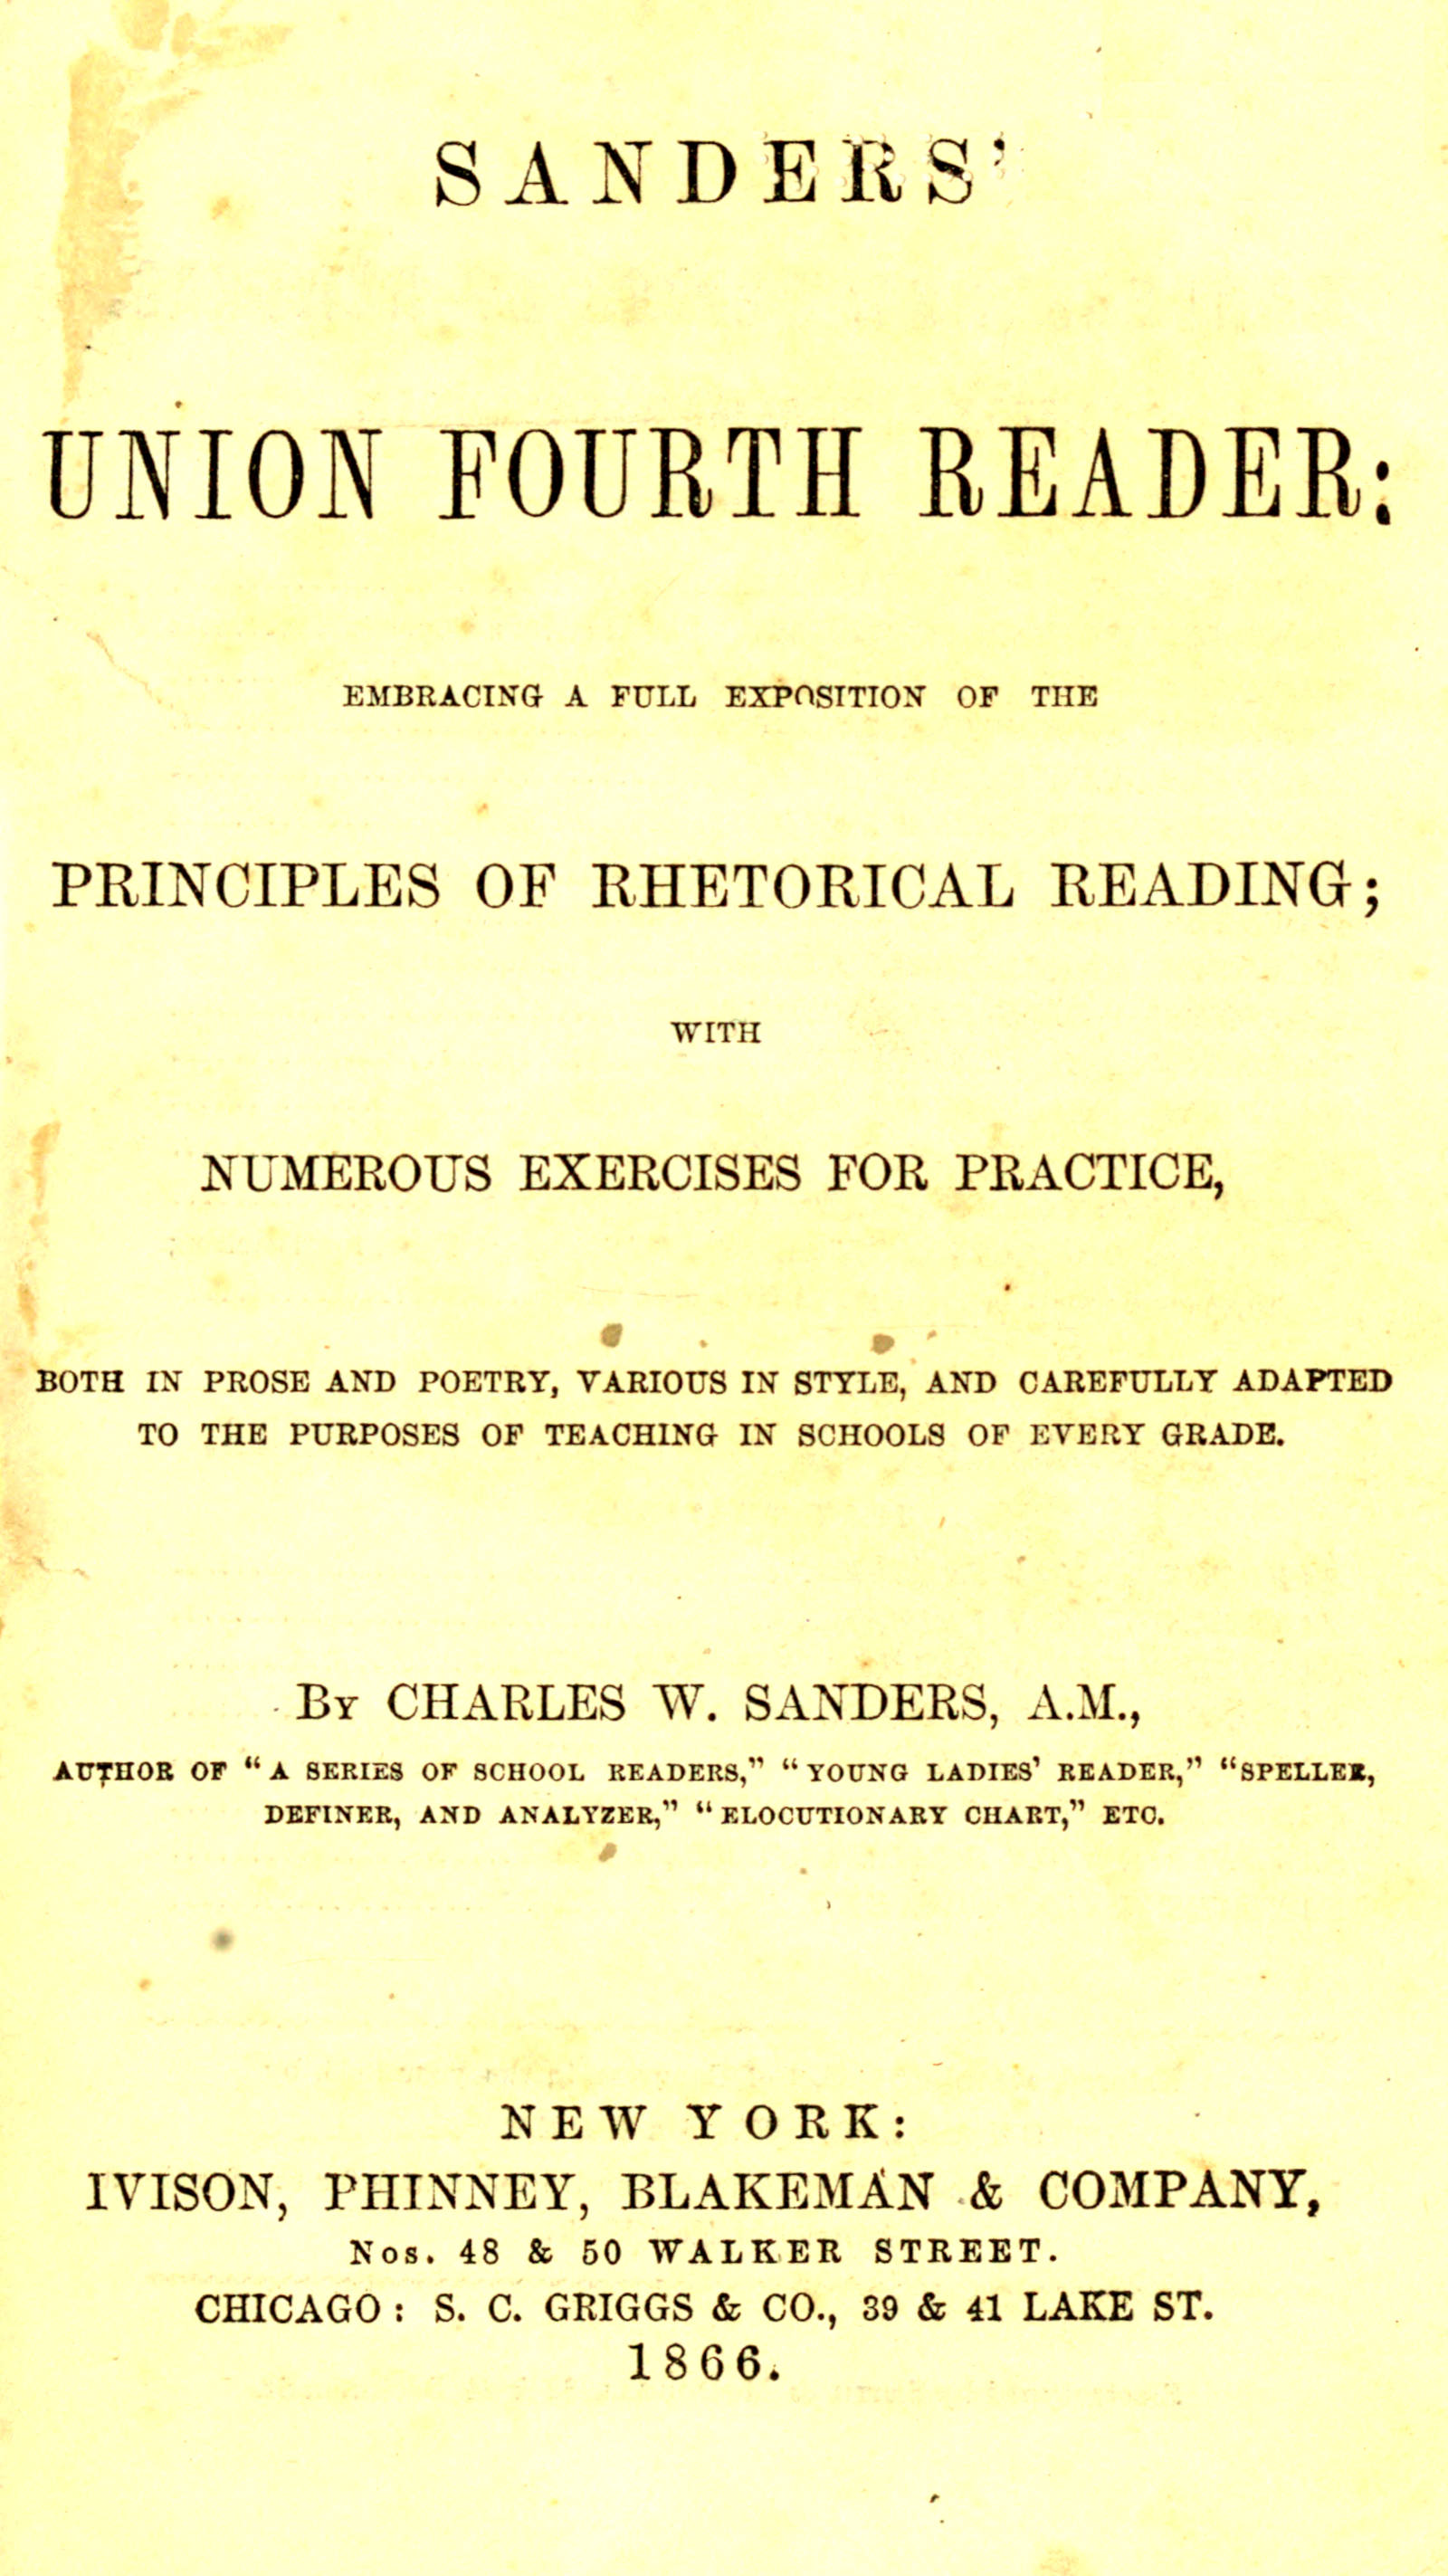 SANDERS'
UNION FOURTH READER:
EMBRACING A FULL EXPOSITION OF THE
PRINCIPLES OF RHETORICAL READING;
WITH
NUMEROUS EXERCISES FOR PRACTICE,
BOTH IN PROSE AND POETRY, VARIOUS IN STYLE, AND CAREFULLY ADAPTED
TO THE PURPOSES OF TEACHING IN SCHOOLS OF EVERY GRADE.
BY CHARLES W. SANDERS, A.M.,
AUTHOR OF "A SERIES OF SCHOOL READERS," "YOUNG LADIES' READER," "SPELLER,
DEFINER, AND ANALYZER," "ELOCUTIONARY CHART," ETC.
NEW YORK:
IVISON, PHINNEY, BLAKEMAN & COMPANY,
Nos. 48 & 50 WALKER STREET.
CHICAGO: S. C. GRIGGS & CO., 39 & 41 LAKE ST.
1866.